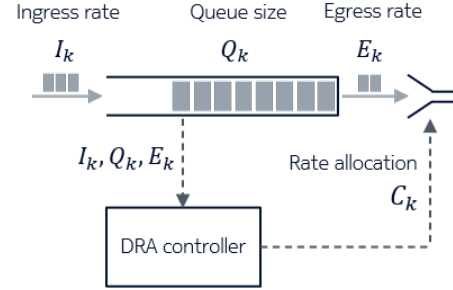 Ingress rate Queue size Egress rate
I_k Q_k E_k
I_k, Q_k, E_k
Rate allocation
C_k
DRA controller